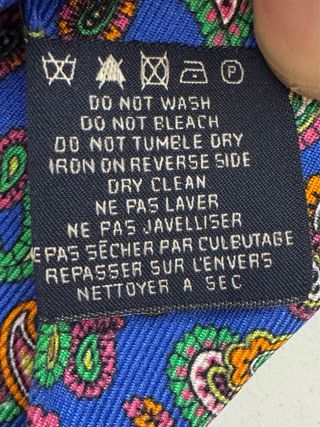 P
DO NOT WASH
DO NOT BLEACH
DO NOT TUMBLE DRY
IRON ON REVERSE SIDE
DRY CLEAN
NE PAS LAVER
NE PAS JAVELLISER
E PAS SÉCHER PAR CULBUTAGE
REPASSER SUR L'ENVERS
NETTOYER A SEC